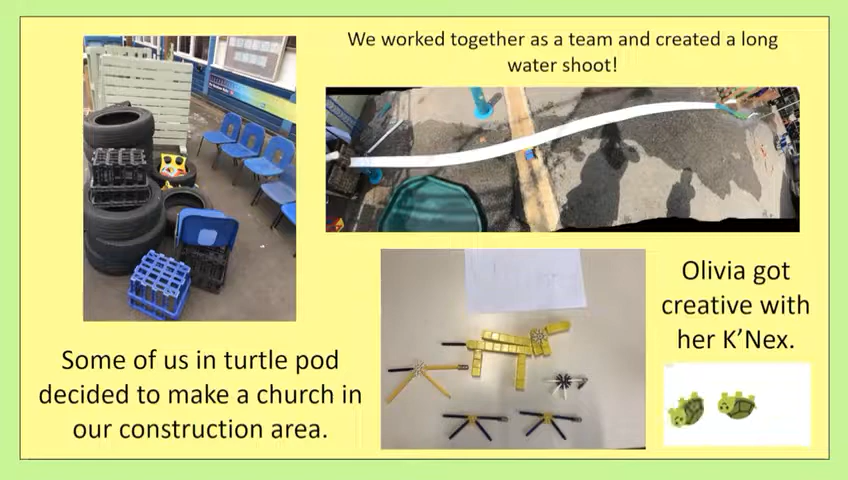 We worked together as a team and created a long
water shoot!
Olivia got
creative with
her K’Nex.
Some of us in turtle pod
decided to make a church in
our construction area.